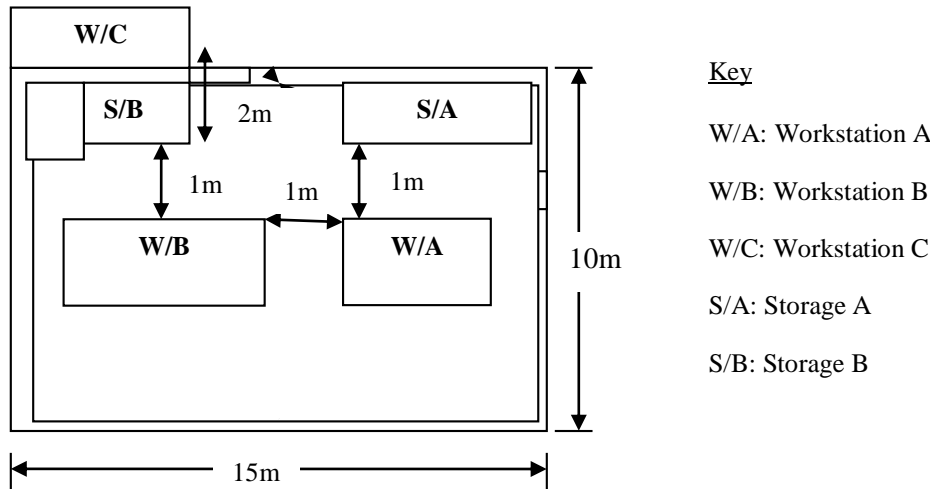 W/C
S/B
2m
S/A
1m
1m
1m
W/B
W/A
10m
15m
Key
W/A: Workstation A
W/B: Workstation B
W/C: Workstation C
S/A: Storage A
S/B: Storage B